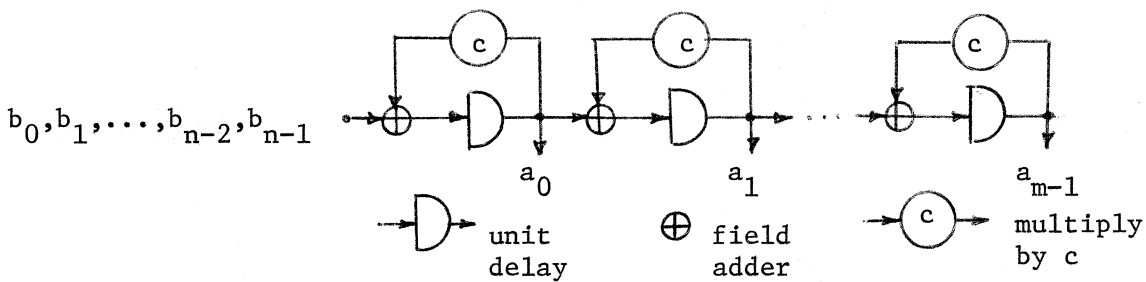 c
c
c
b₀,b₁,...,bₙ₋₂,bₙ₋₁
...
a₀
a₁
aₘ₋₁
unit
delay
field
adder
c
multiply
by c